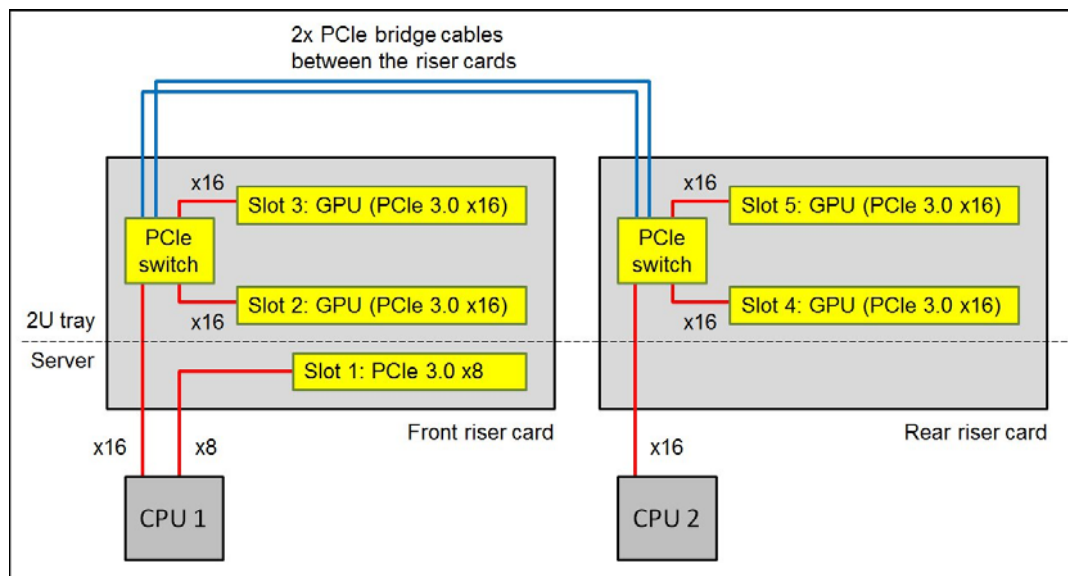 2x PCIe bridge cables
between the riser cards
x16
Slot 3: GPU (PCIe 3.0 x16)
PCIe
switch
Slot 2: GPU (PCIe 3.0 x16)
x16
x16
Slot 5: GPU (PCIe 3.0 x16)
PCIe
switch
Slot 4: GPU (PCIe 3.0 x16)
x16
2U tray
Server
Slot 1: PCIe 3.0 x8
Front riser card
Rear riser card
x16
x8
x16
CPU 1
CPU 2